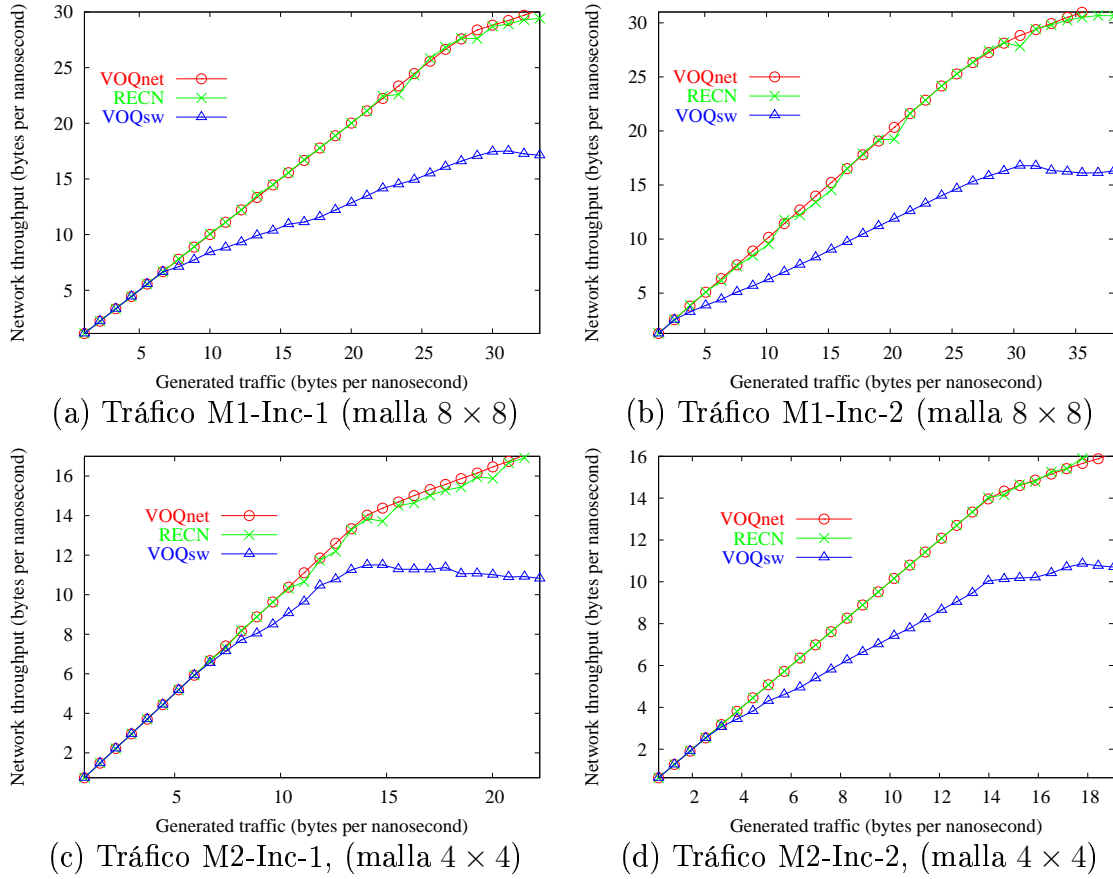 Network throughput (bytes per nanosecond)
30
25
20
15
10
5
VOQnet
RECN
VOQsw
5 10 15 20 25 30
Generated traffic (bytes per nanosecond)
(a) Tráfico M1-Inc-1 (malla 8 × 8)
Network throughput (bytes per nanosecond)
30
25
20
15
10
5
VOQnet
RECN
VOQsw
5 10 15 20 25 30 35
Generated traffic (bytes per nanosecond)
(b) Tráfico M1-Inc-2 (malla 8 × 8)
Network throughput (bytes per nanosecond)
16
14
12
10
8
6
4
2
VOQnet
RECN
VOQsw
5 10 15 20
Generated traffic (bytes per nanosecond)
(c) Tráfico M2-Inc-1, (malla 4 × 4)
Network throughput (bytes per nanosecond)
16
14
12
10
8
6
4
2
VOQnet
RECN
VOQsw
2 4 6 8 10 12 14 16 18
Generated traffic (bytes per nanosecond)
(d) Tráfico M2-Inc-2, (malla 4 × 4)